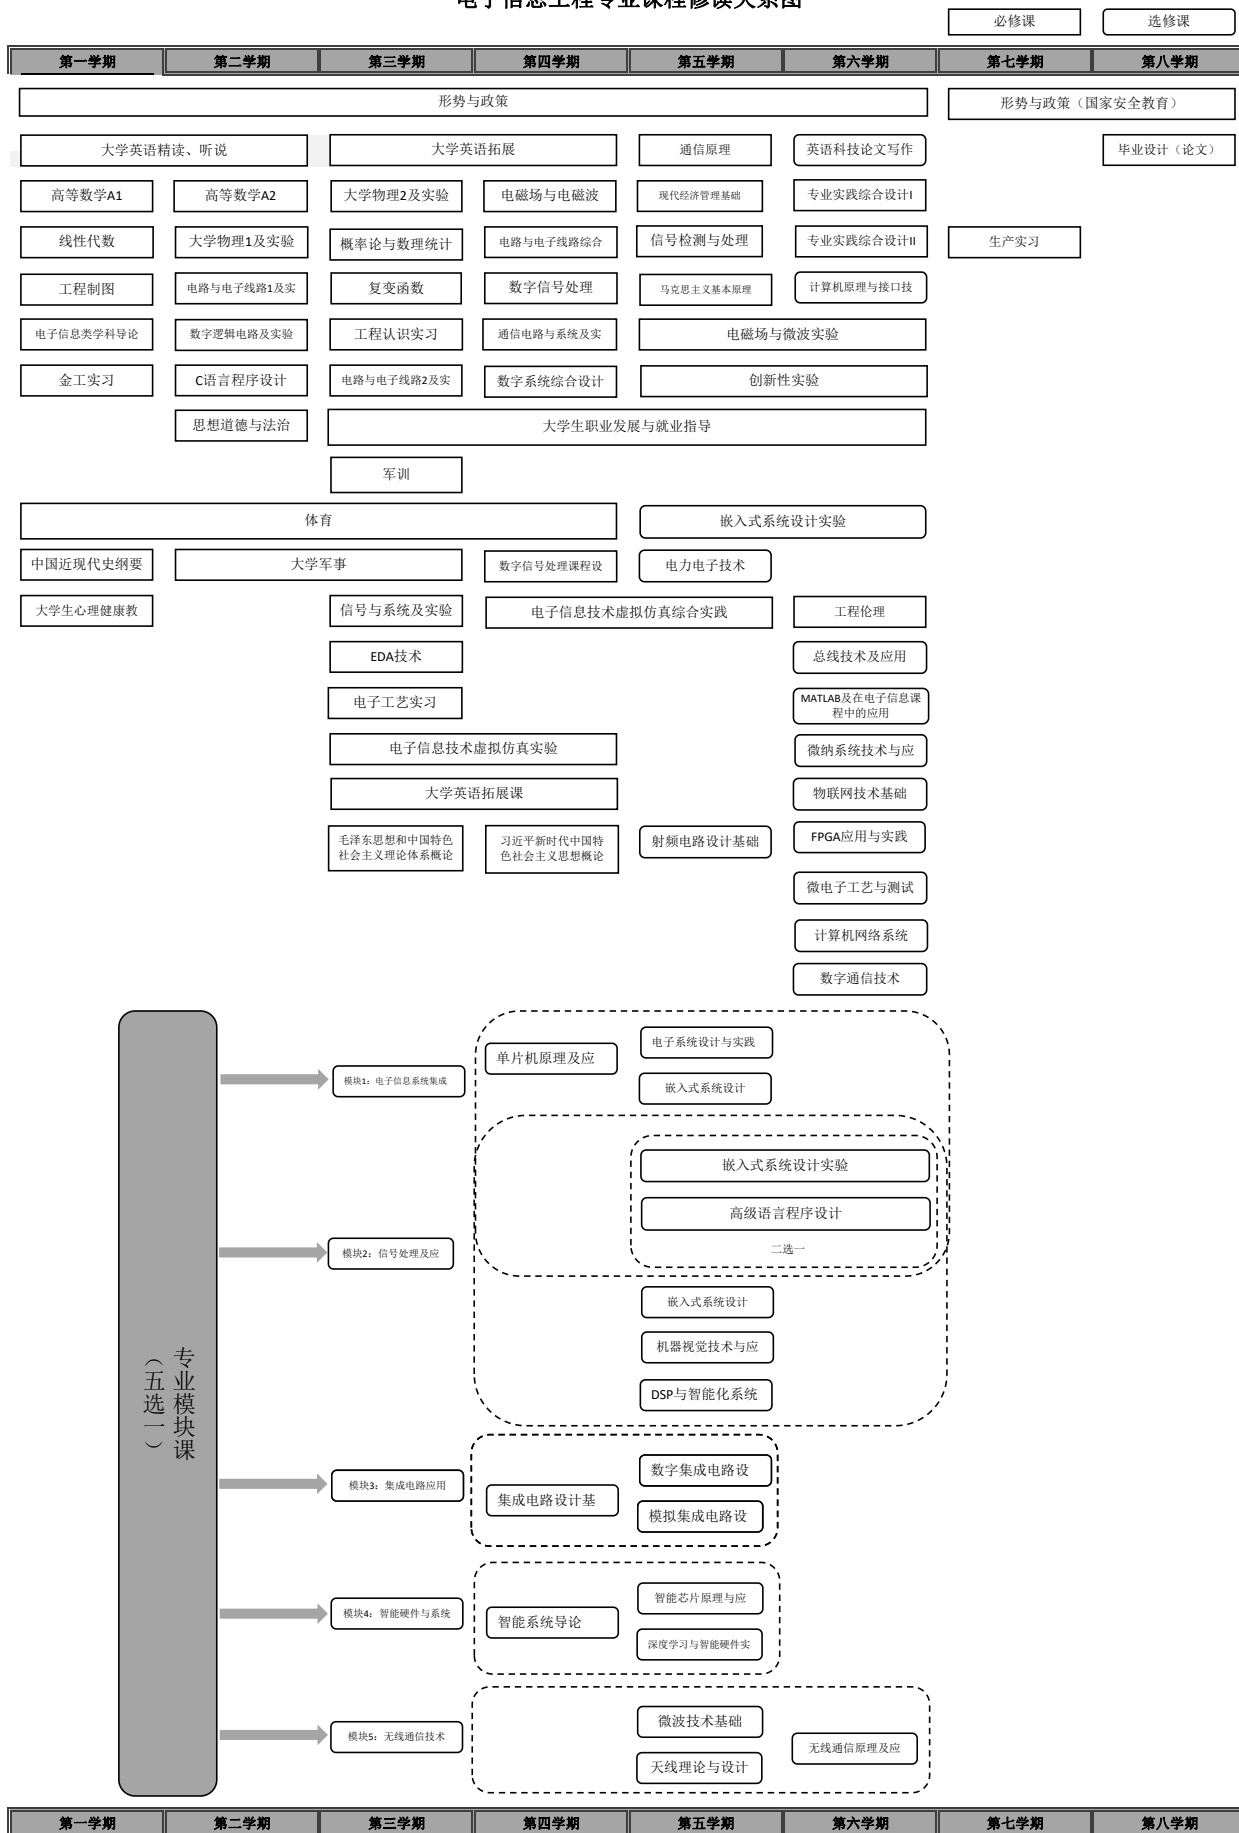 电子信息工程专业课程修读关系图
必修课 选修课
第一学期 第二学期 第三学期 第四学期 第五学期 第六学期 第七学期 第八学期
形势与政策 形势与政策（国家安全教育）
大学英语精读、听说 大学英语拓展 通信原理 英语科技论文写作 毕业设计（论文）
高等数学A1 高等数学A2 大学物理2及实验 电磁场与电磁波 现代经济管理基础 专业实践综合设计I
线性代数 大学物理1及实验 概率论与数理统计 电路与电子线路综合 信号检测与处理 专业实践综合设计II 生产实习
工程制图 电路与电子线路1及实 复变函数 数字信号处理 马克思主义基本原理 计算机原理与接口技
电子信息类学科导论 数字逻辑电路及实验 工程认识实习 通信电路与系统及实 电磁场与微波实验
金工实习 C语言程序设计 电路与电子线路2及实 数字系统综合设计 创新性实验
思想道德与法治 大学生职业发展与就业指导
军训
体育 嵌入式系统设计实验
中国近现代史纲要 大学军事 数字信号处理课程设 电力电子技术
大学生心理健康教 信号与系统及实验 电子信息技术虚拟仿真综合实践 工程伦理
EDA技术 总线技术及应用
电子工艺实习 MATLAB及在电子信息课
程中的应用
电子信息技术虚拟仿真实验 微纳系统技术与应
大学英语拓展课 物联网技术基础
毛泽东思想和中国特色 习近平新时代中国特 射频电路设计基础 FPGA应用与实践
社会主义理论体系概论 色社会主义思想概论
微电子工艺与测试
计算机网络系统
数字通信技术
专业模块课
（五选一）
模块1：电子信息系统集成 单片机原理及应 电子系统设计与实践
嵌入式系统设计
嵌入式系统设计实验
高级语言程序设计
二选一
模块2：信号处理及应
嵌入式系统设计
机器视觉技术与应
DSP与智能化系统
模块3：集成电路应用 集成电路设计基 数字集成电路设
模拟集成电路设
模块4：智能硬件与系统 智能系统导论 智能芯片原理与应
深度学习与智能硬件实
模块5：无线通信技术 微波技术基础 无线通信原理及应
天线理论与设计
第一学期 第二学期 第三学期 第四学期 第五学期 第六学期 第七学期 第八学期